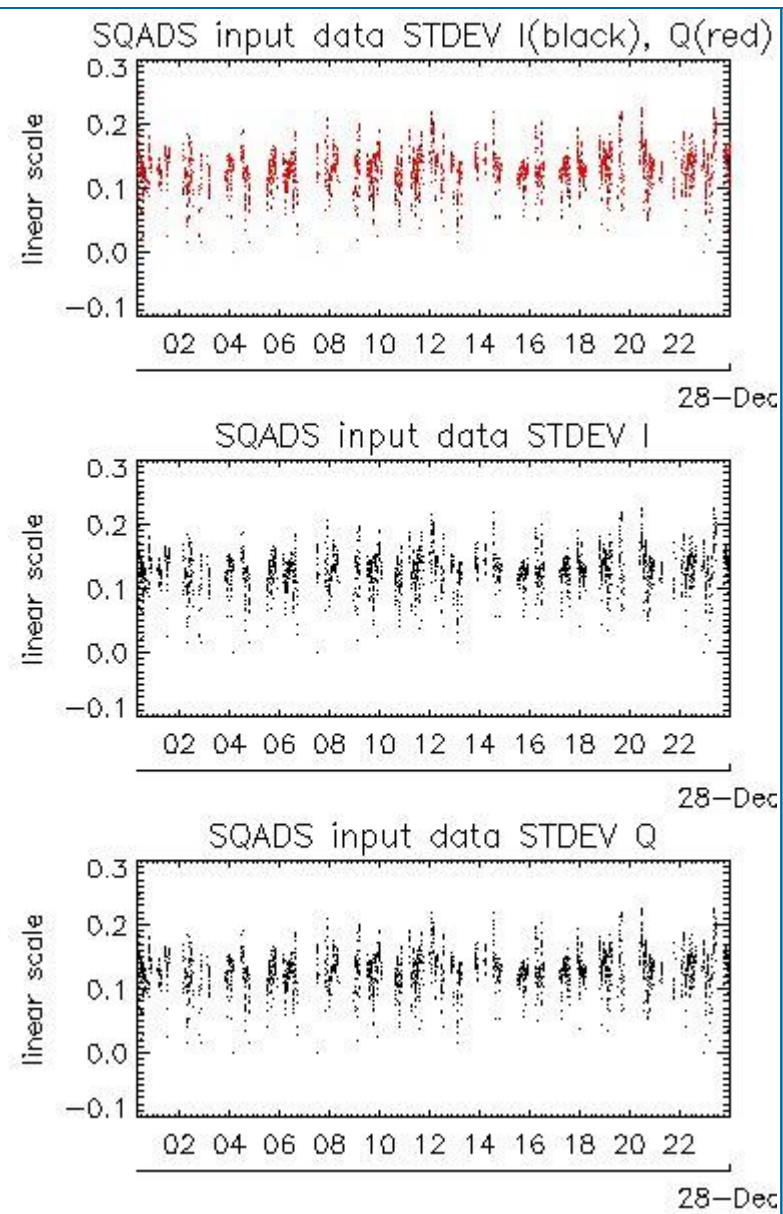 SQADS input data STDEV I(black), Q(red)
0.3
0.2
0.1
0.0
−0.1
linear scale
02 04 06 08 10 12 14 16 18 20 22
28−Dec
SQADS input data STDEV I
0.3
0.2
0.1
0.0
−0.1
linear scale
02 04 06 08 10 12 14 16 18 20 22
28−Dec
SQADS input data STDEV Q
0.3
0.2
0.1
0.0
−0.1
linear scale
02 04 06 08 10 12 14 16 18 20 22
28−Dec